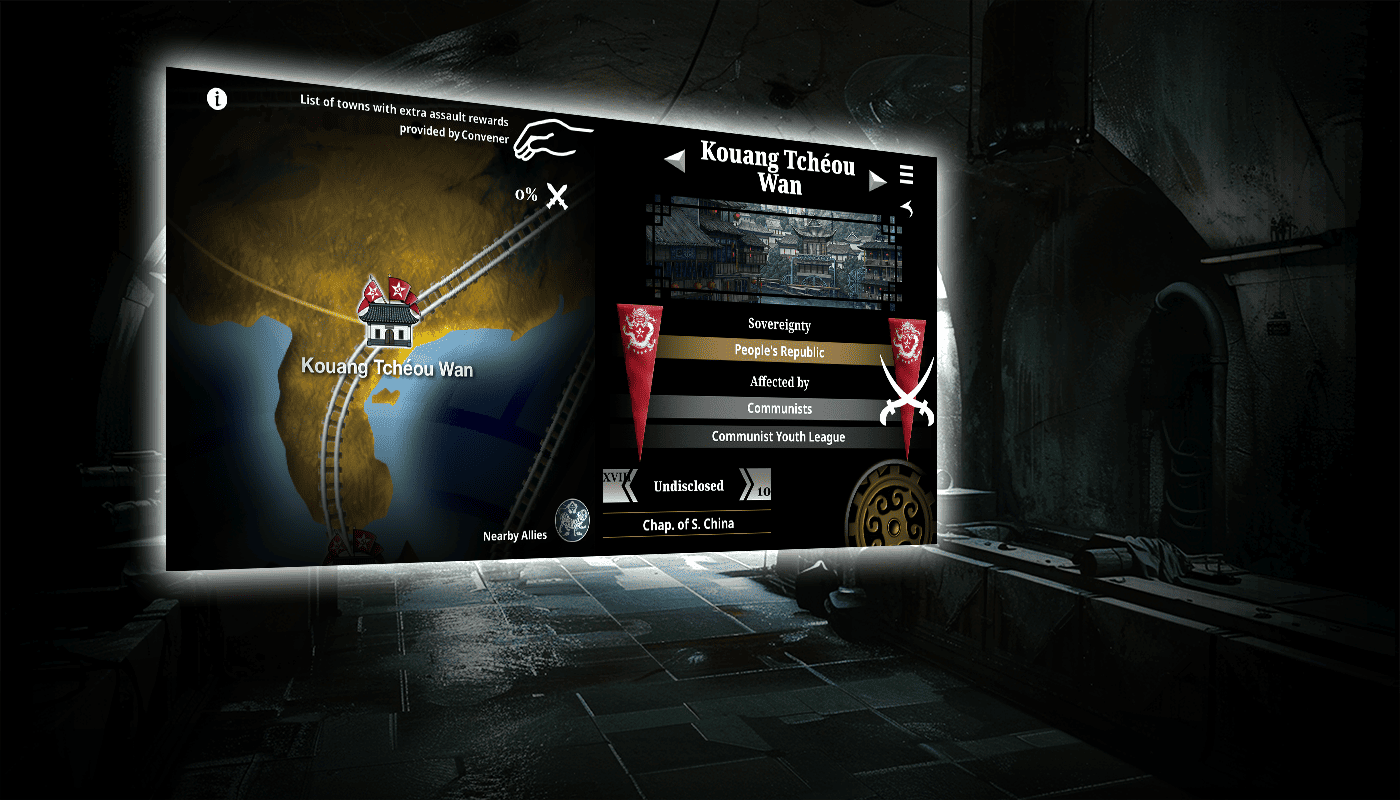 List of towns with extra assault rewards
provided by Convener
0%
Kouang Tchéou Wan
Nearby Allies
Kouang Tchéou
Wan
Sovereignty
People's Republic
Affected by
Communists
Communist Youth League
Undisclosed
10
Chap. of S. China